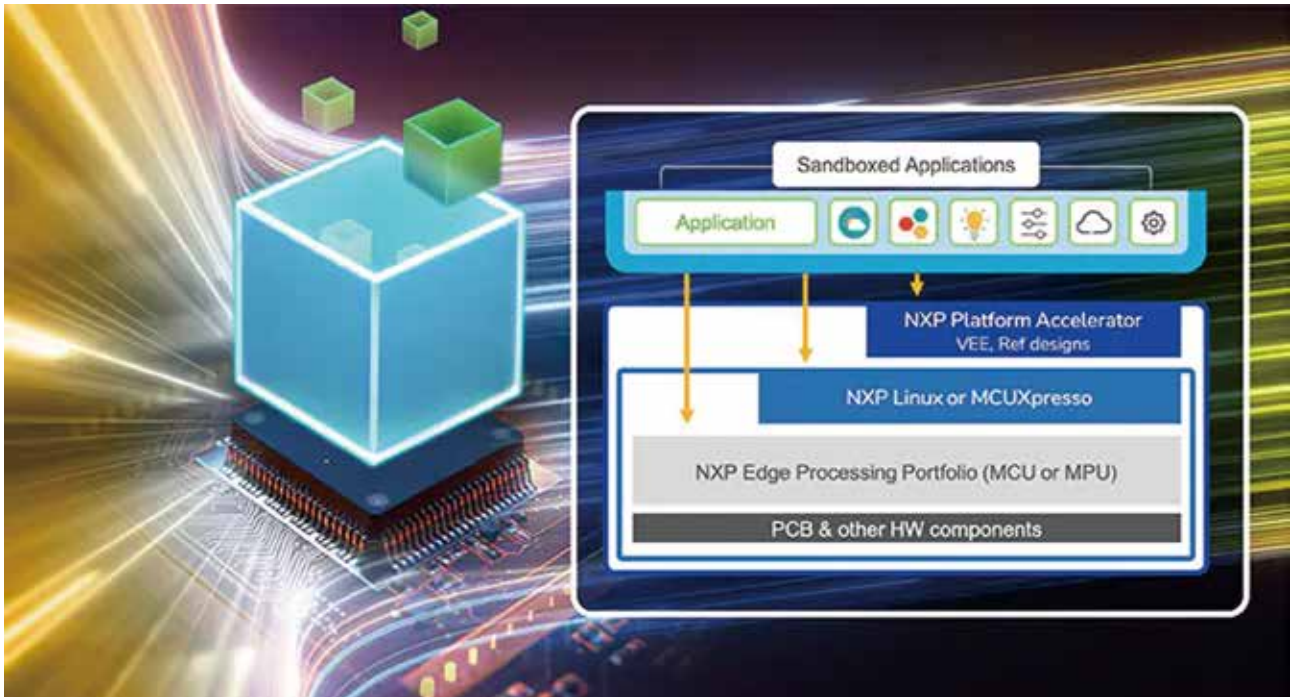 Sandboxed Applications
Application
NXP Platform Accelerator
VEE, Ref designs
NXP Linux or MCUXpresso
NXP Edge Processing Portfolio (MCU or MPU)
PCB & other HW components